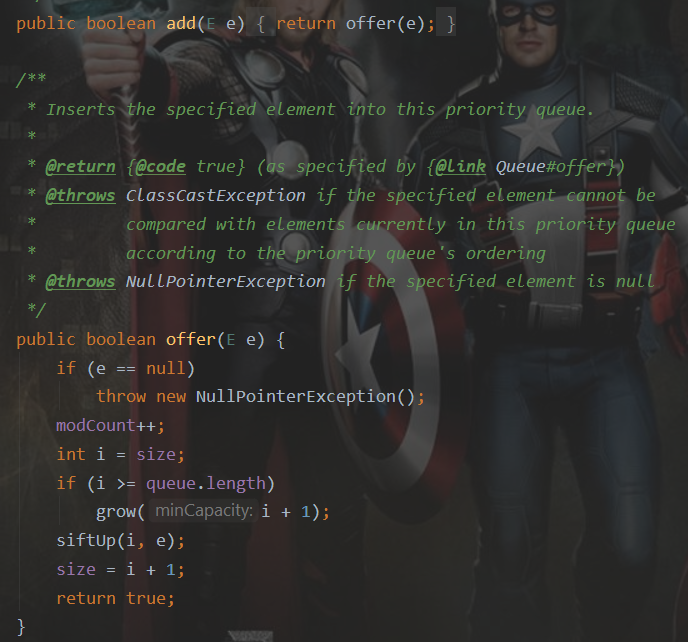 public boolean add(E e) { return offer(e); }
/**
* Inserts the specified element into this priority queue.
*
* @return {@code true} (as specified by {@link Queue#offer})
* @throws ClassCastException if the specified element cannot be
*         compared with elements currently in this priority queue
*         according to the priority queue's ordering
* @throws NullPointerException if the specified element is null
*/
public boolean offer(E e) {
    if (e == null)
        throw new NullPointerException();
    modCount++;
    int i = size;
    if (i >= queue.length)
        grow( minCapacity: i + 1);
    siftUp(i, e);
    size = i + 1;
    return true;
}